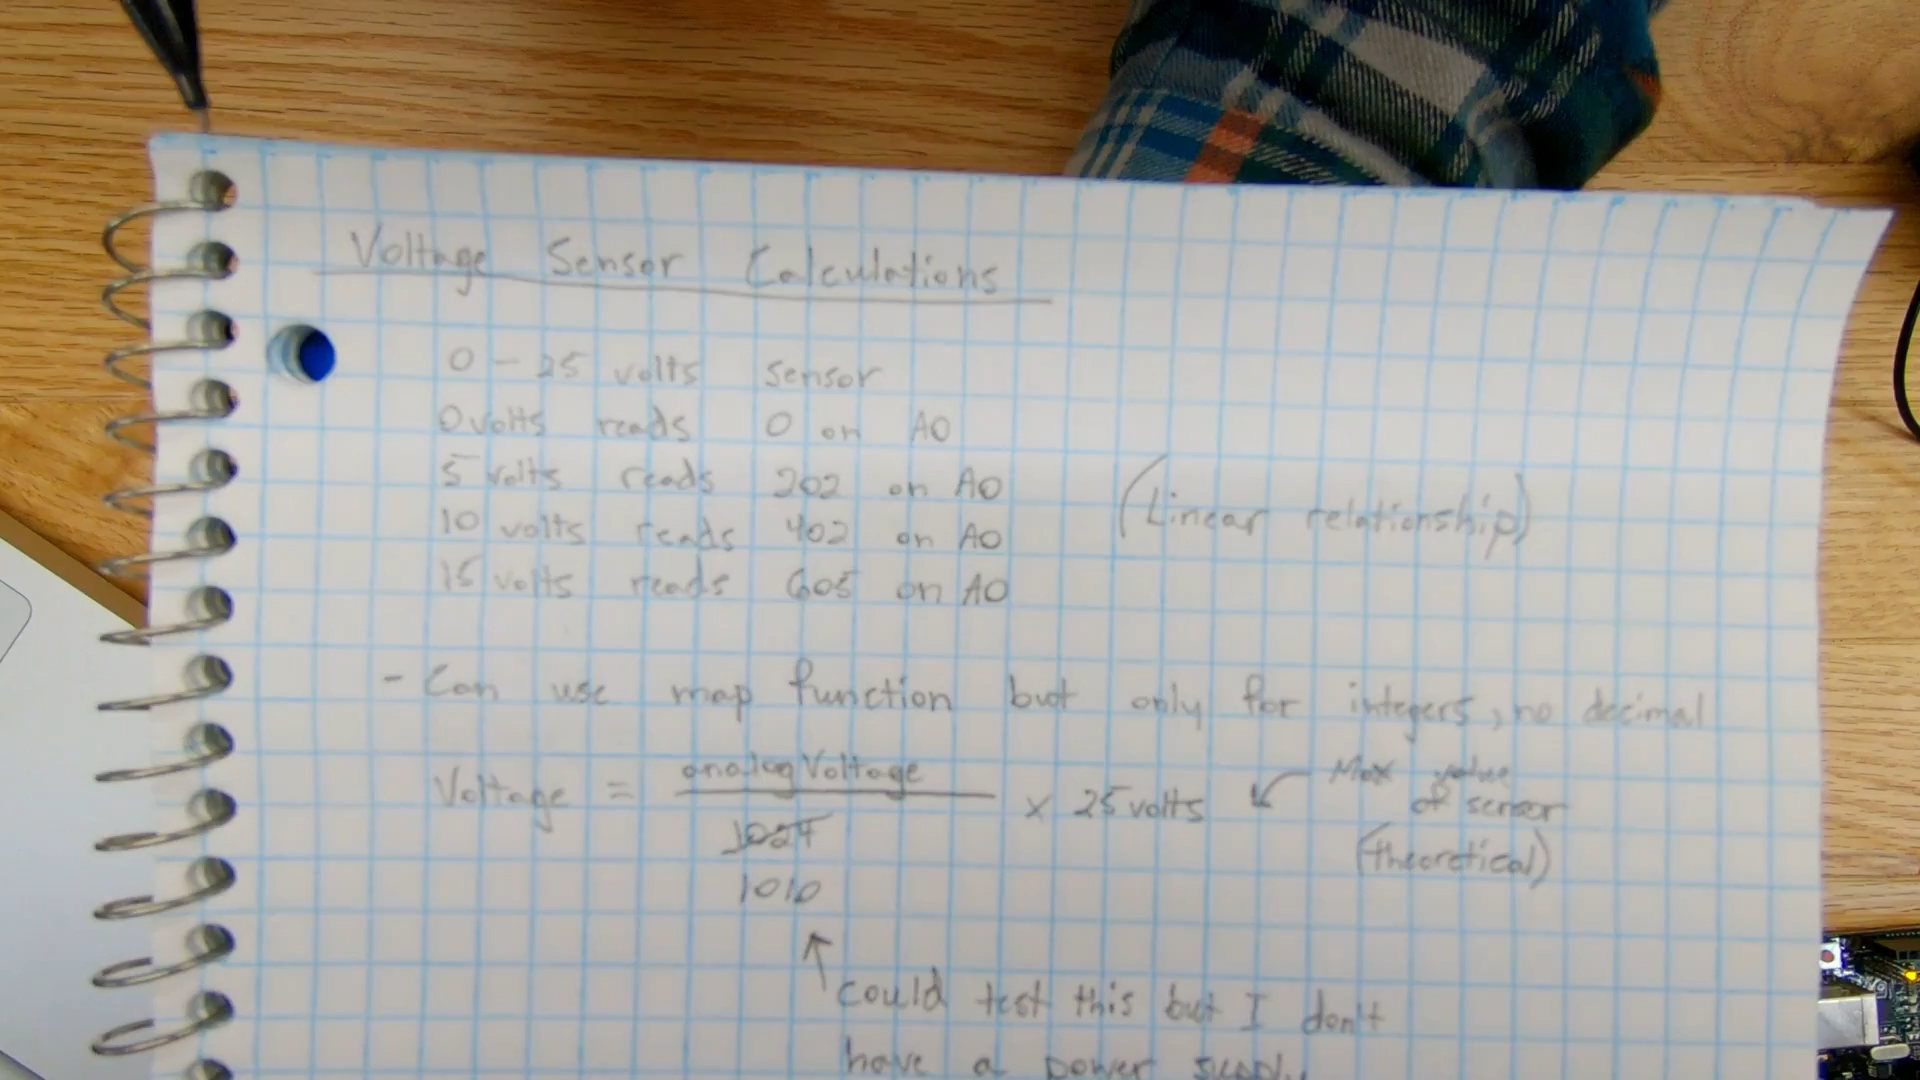 Voltage Sensor Calculations
0 - 25 volts sensor
0 volts reads 0 on A0
5 volts reads 202 on A0
10 volts reads 402 on A0
15 volts reads 605 on A0
(Linear relationship)
- Can use map function but only for integers, no decimal
Voltage = analogVoltage / 1024 1010 x 25 volts
Max value
of sensor
(theoretical)
could test this but I don't
have a power supply